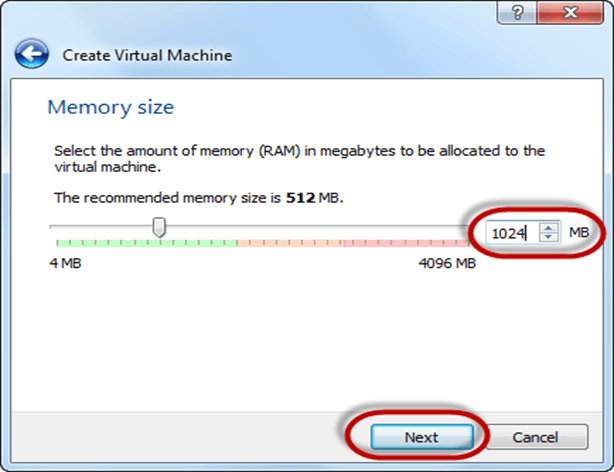 ?
Create Virtual Machine
Memory size
Select the amount of memory (RAM) in megabytes to be allocated to the
virtual machine.
The recommended memory size is 512 MB.
1024 MB
4 MB 4096 MB
Next Cancel